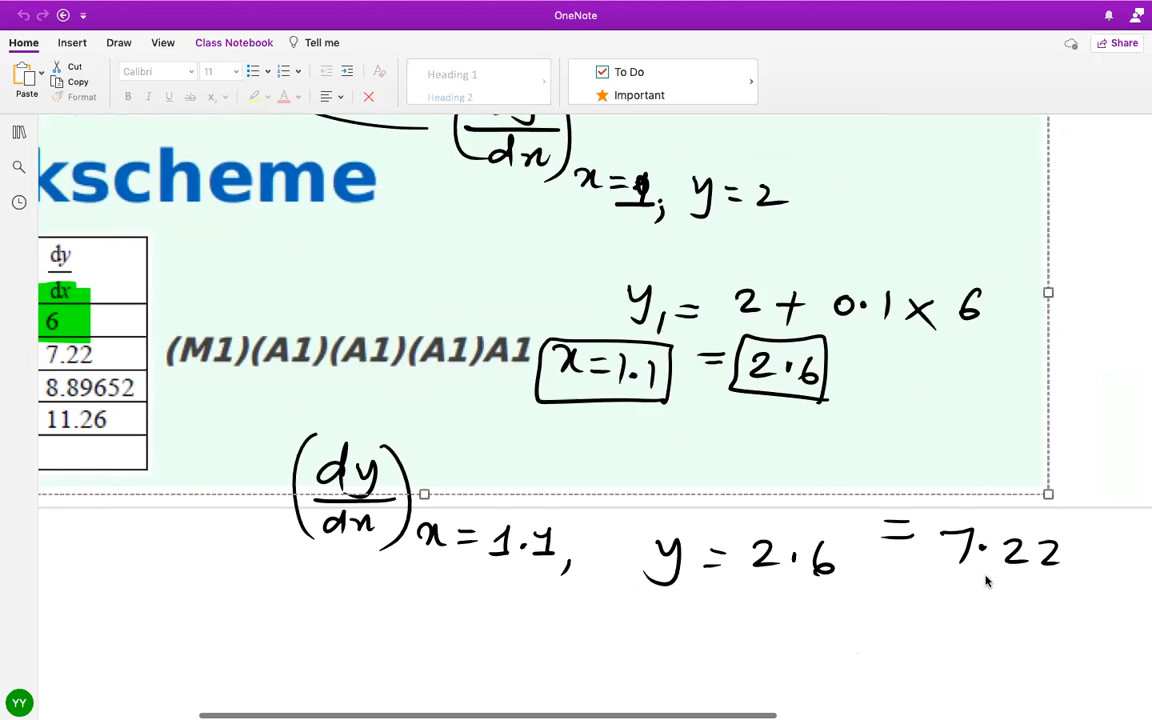 OneNote
Home Insert Draw View Class Notebook Tell me
Share
Paste
Cut
Copy
Format
Calibri 11
B I U ab x A
Heading 1
Heading 2
To Do
Important
dy
dx x = 1; y = 2
kscheme
dy
dx
6
7.22
8.89652
11.26
(M1)(A1)(A1)(A1)A1
y₁ = 2 + 0.1 × 6
x = 1.1 = 2.6
(dy/dx) x = 1.1, y = 2.6 = 7.22
YY